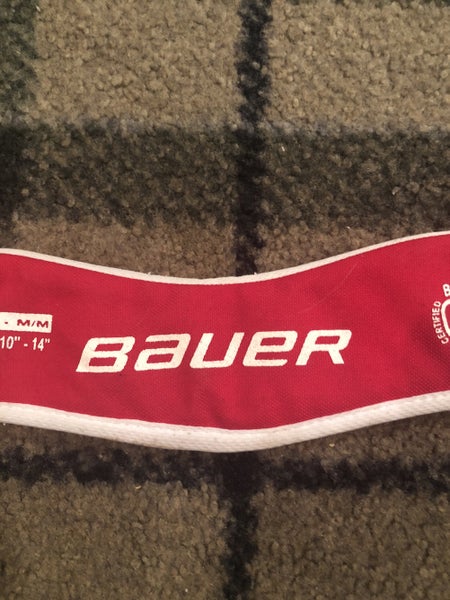 - M/M
10" - 14"
BAUER
CERTIFIED
B